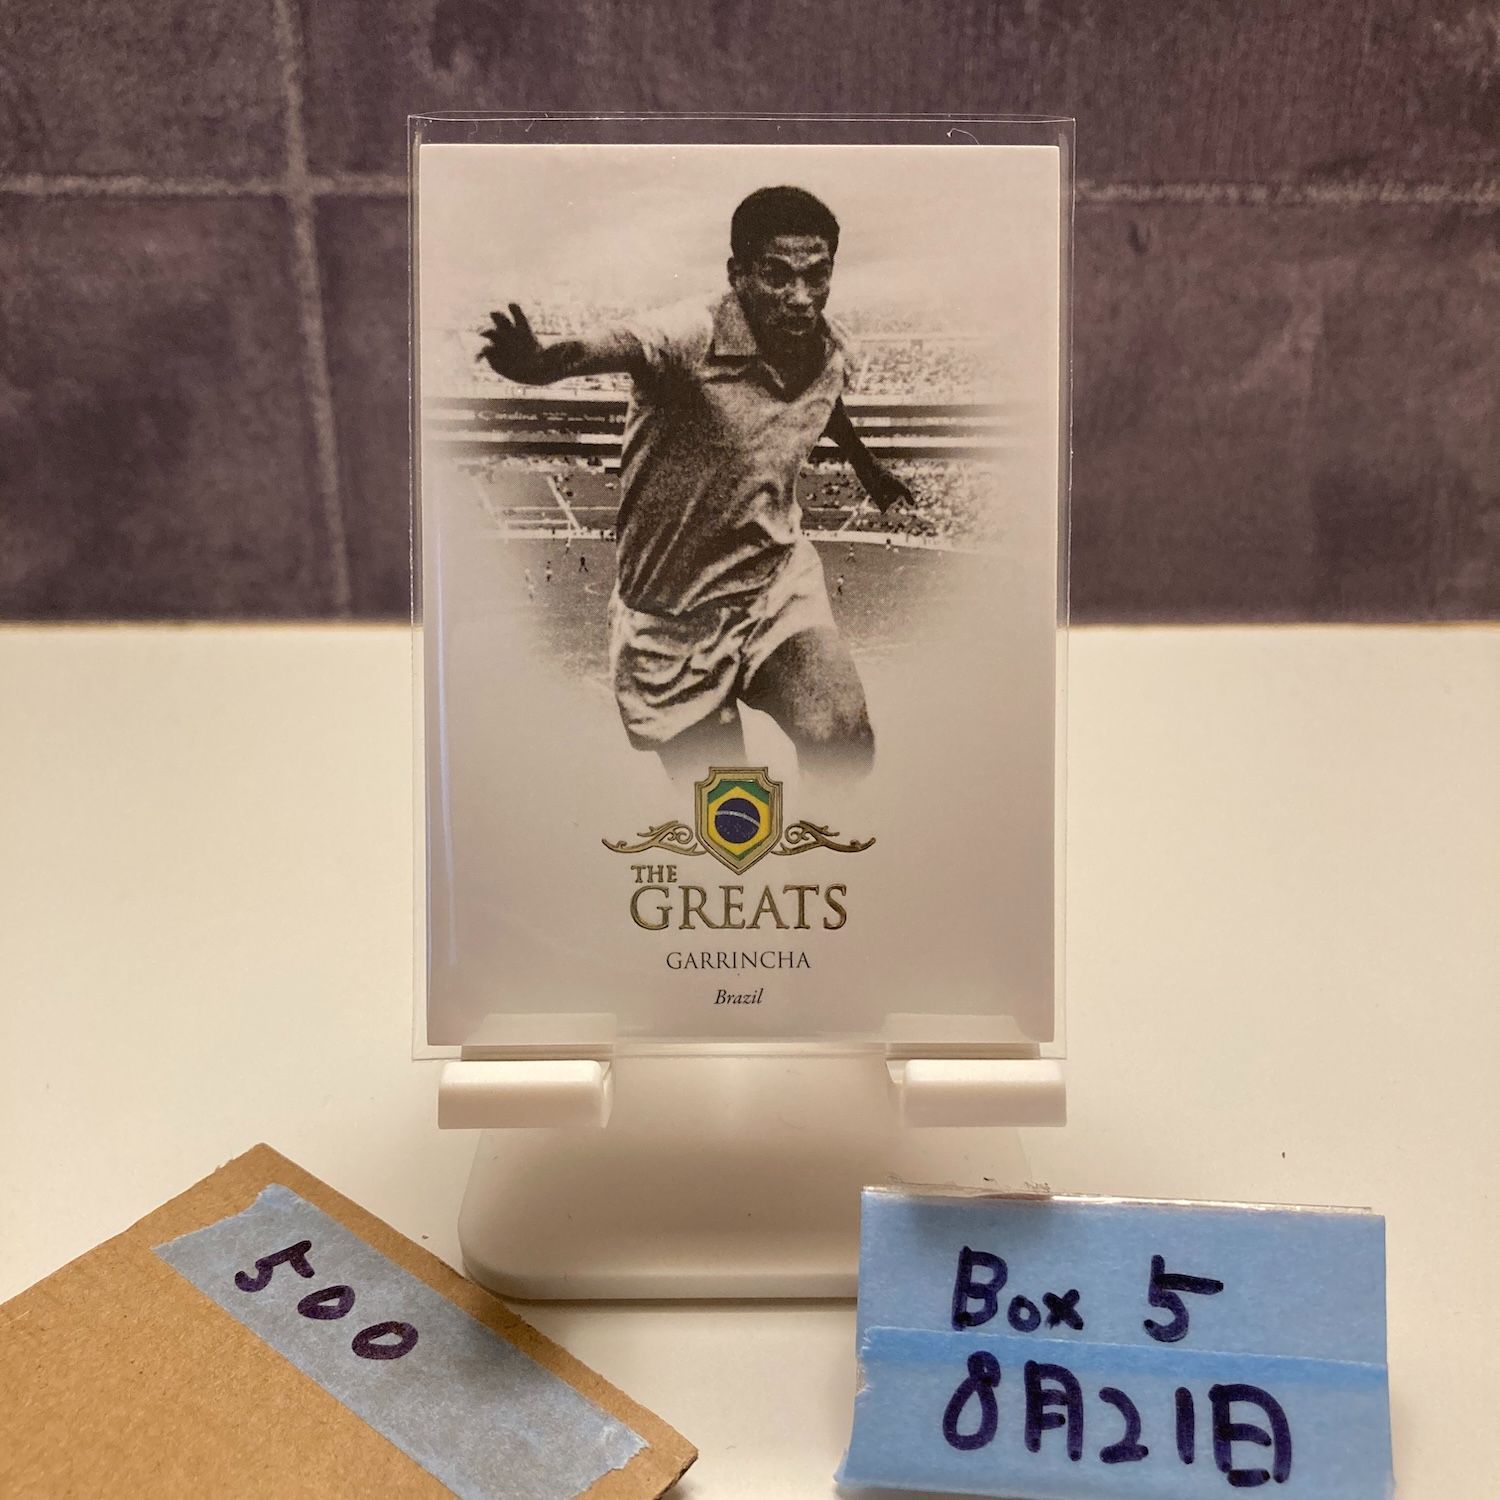 THE
GREATS
GARRINCHA
Brazil
500
Box 5
8月21日